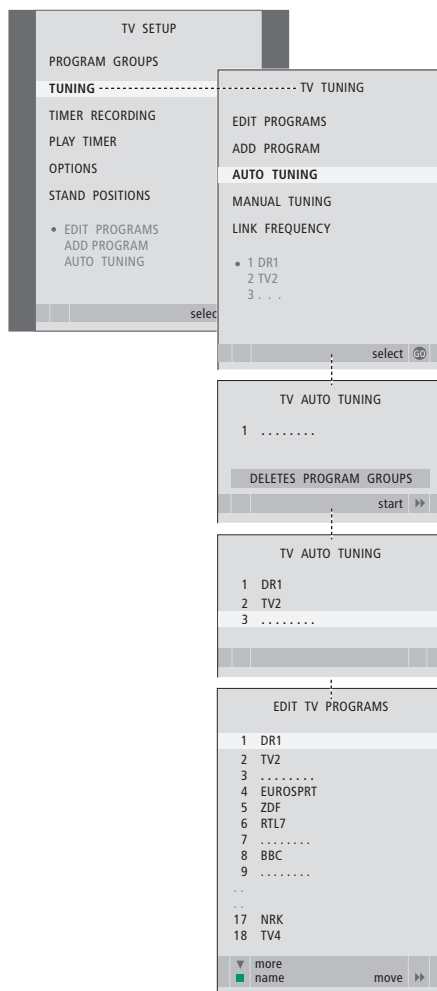 TV SETUP
PROGRAM GROUPS
TUNING
TIMER RECORDING
PLAY TIMER
OPTIONS
STAND POSITIONS
• EDIT PROGRAMS
ADD PROGRAM
AUTO TUNING
selec
TV TUNING
EDIT PROGRAMS
ADD PROGRAM
AUTO TUNING
MANUAL TUNING
LINK FREQUENCY
• 1 DR1
2 TV2
3 . . .
select GO
TV AUTO TUNING
1 ........
DELETES PROGRAM GROUPS
start
TV AUTO TUNING
1 DR1
2 TV2
3 ........
EDIT TV PROGRAMS
1 DR1
2 TV2
3 ........
4 EUROSPRT
5 ZDF
6 RTL7
7 ........
8 BBC
9 ........
. .
. .
17 NRK
18 TV4
more
name move